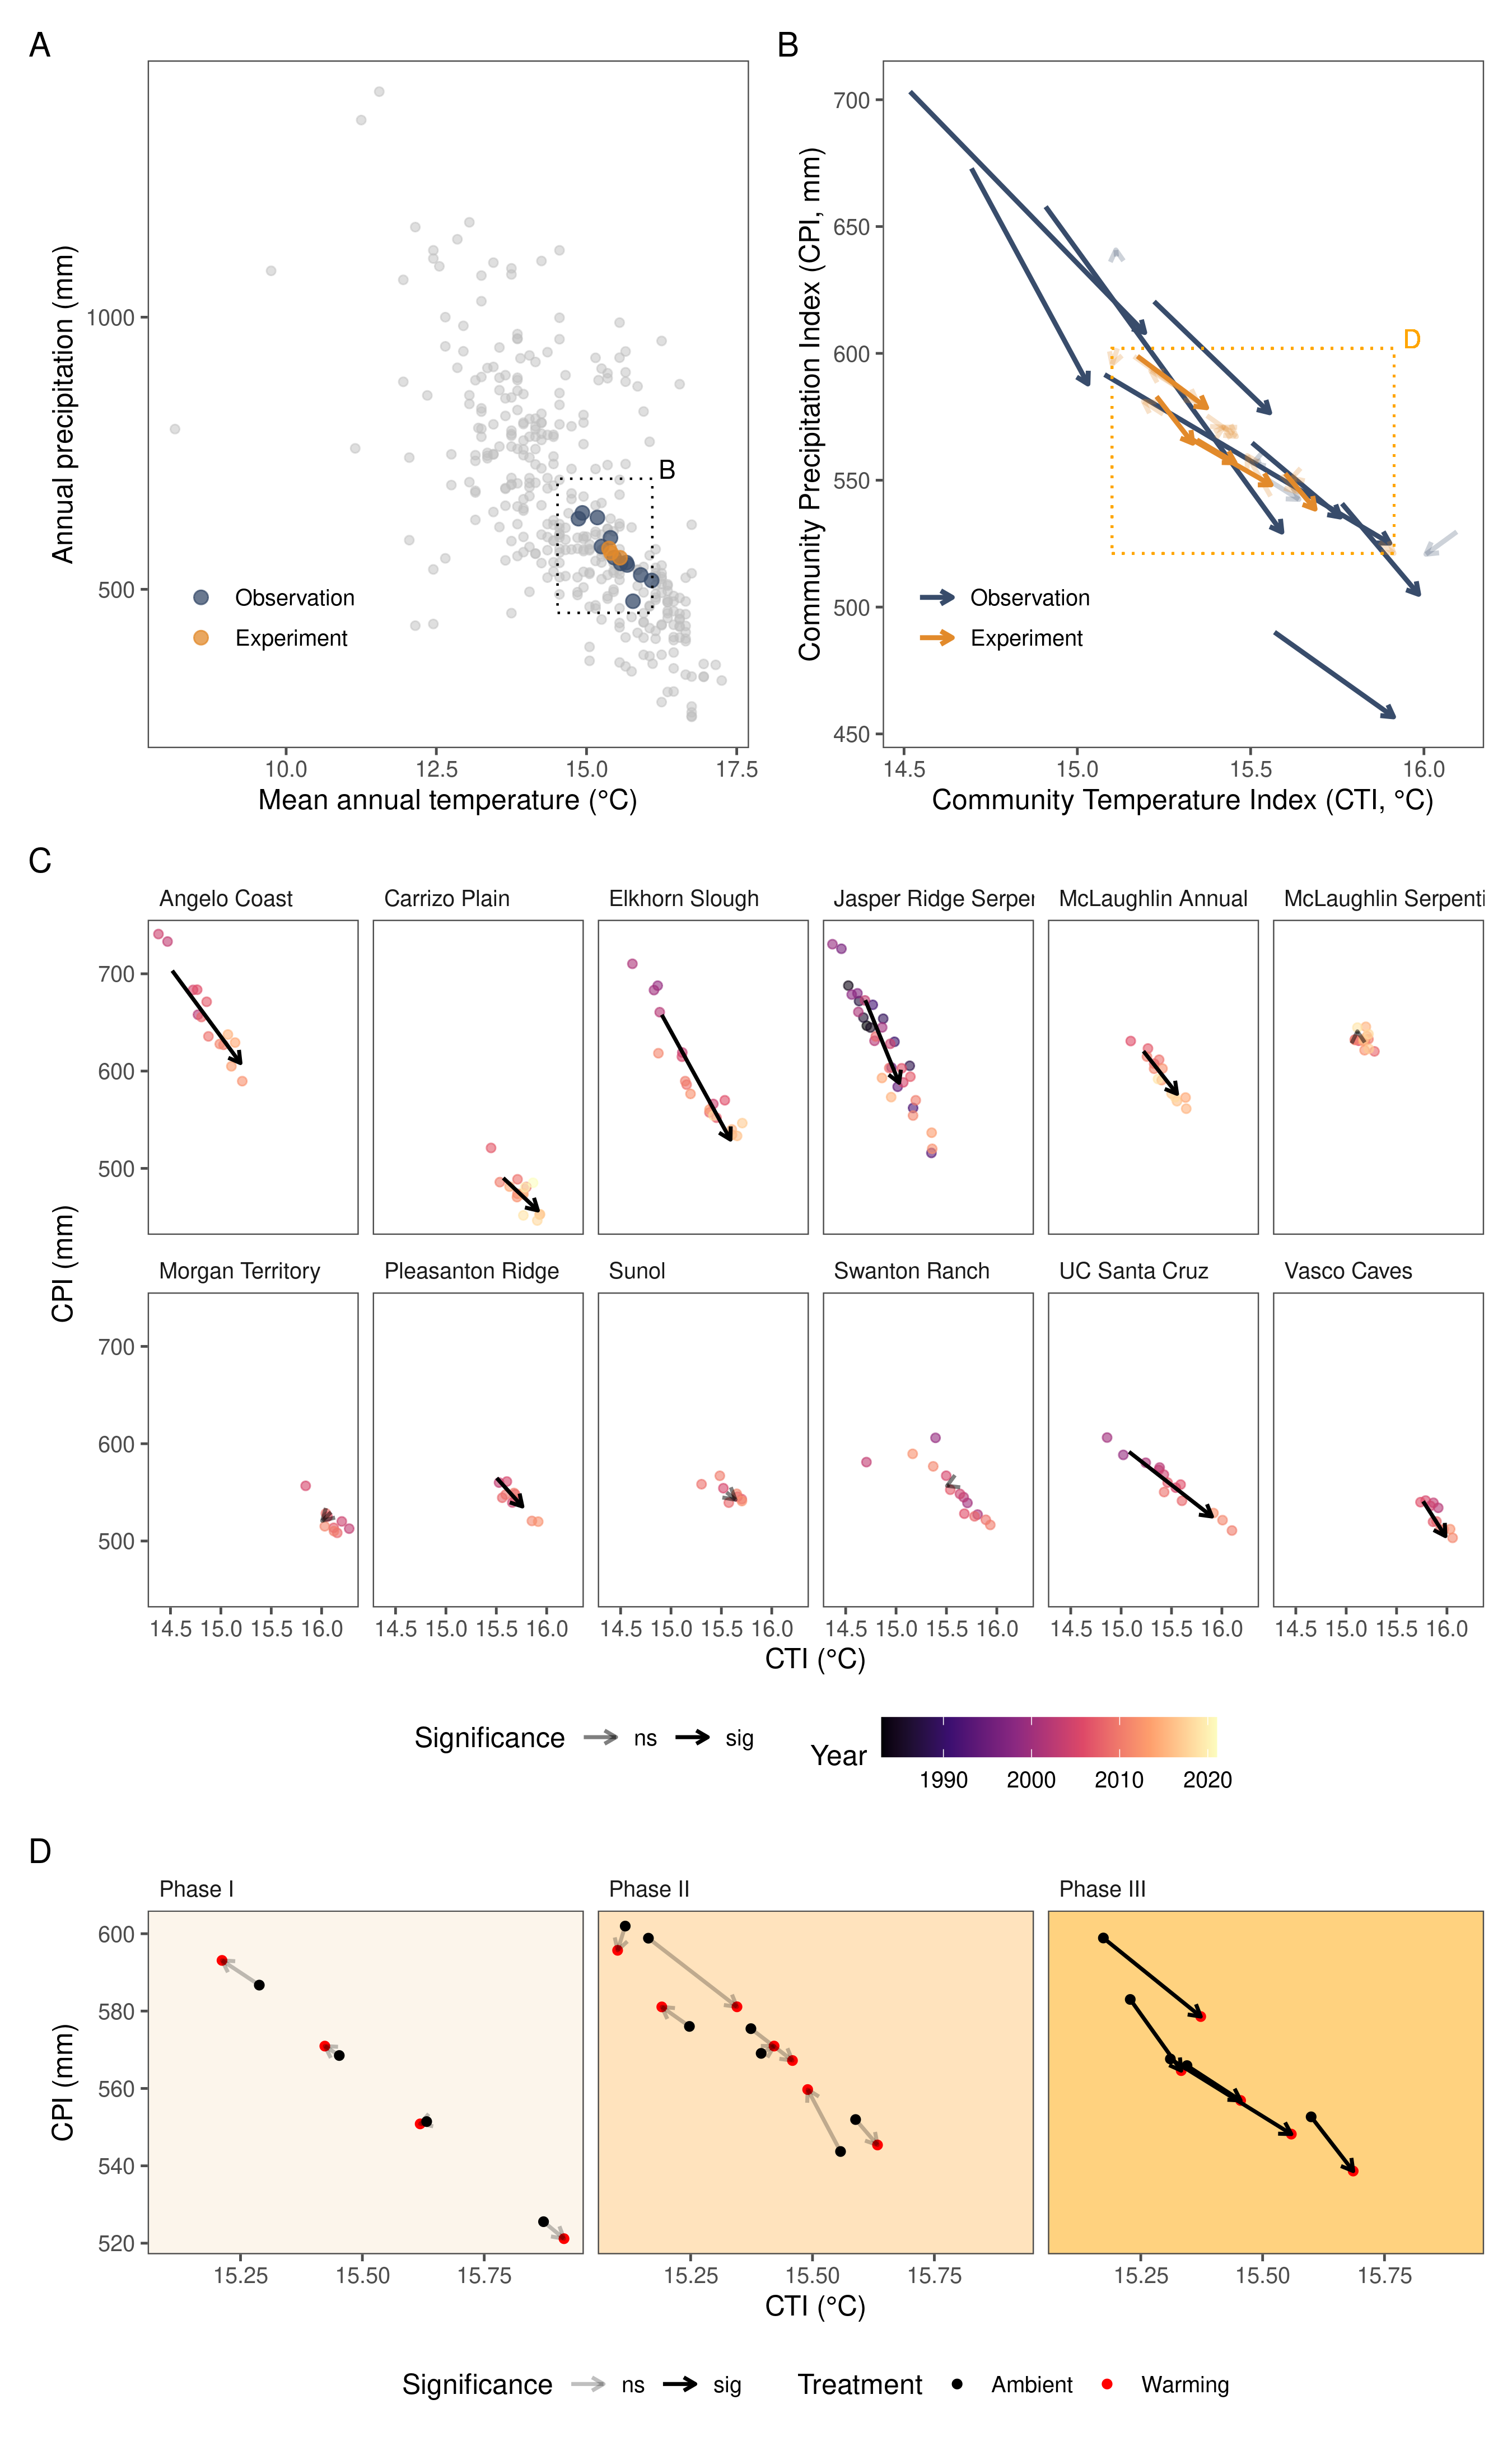 A
B
Annual precipitation (mm)
1000
500
B
Observation
Experiment
10.0 12.5 15.0 17.5
Mean annual temperature (°C)
Community Precipitation Index (CPI, mm)
700
650
600
550
500
450
D
Observation
Experiment
14.5 15.0 15.5 16.0
Community Temperature Index (CTI, °C)
C
Angelo Coast Carrizo Plain Elkhorn Slough Jasper Ridge Serper McLaughlin Annual McLaughlin Serpenti
700
600
500
CPI (mm)
Morgan Territory Pleasanton Ridge Sunol Swanton Ranch UC Santa Cruz Vasco Caves
700
600
500
14.5 15.0 15.5 16.0 14.5 15.0 15.5 16.0 14.5 15.0 15.5 16.0 14.5 15.0 15.5 16.0 14.5 15.0 15.5 16.0 14.5 15.0 15.5 16.0
CTI (°C)
Significance ns sig Year
1990 2000 2010 2020
D
Phase I Phase II Phase III
CPI (mm)
600
580
560
540
520
15.25 15.50 15.75 15.25 15.50 15.75 15.25 15.50 15.75
CTI (°C)
Significance ns sig Treatment Ambient Warming